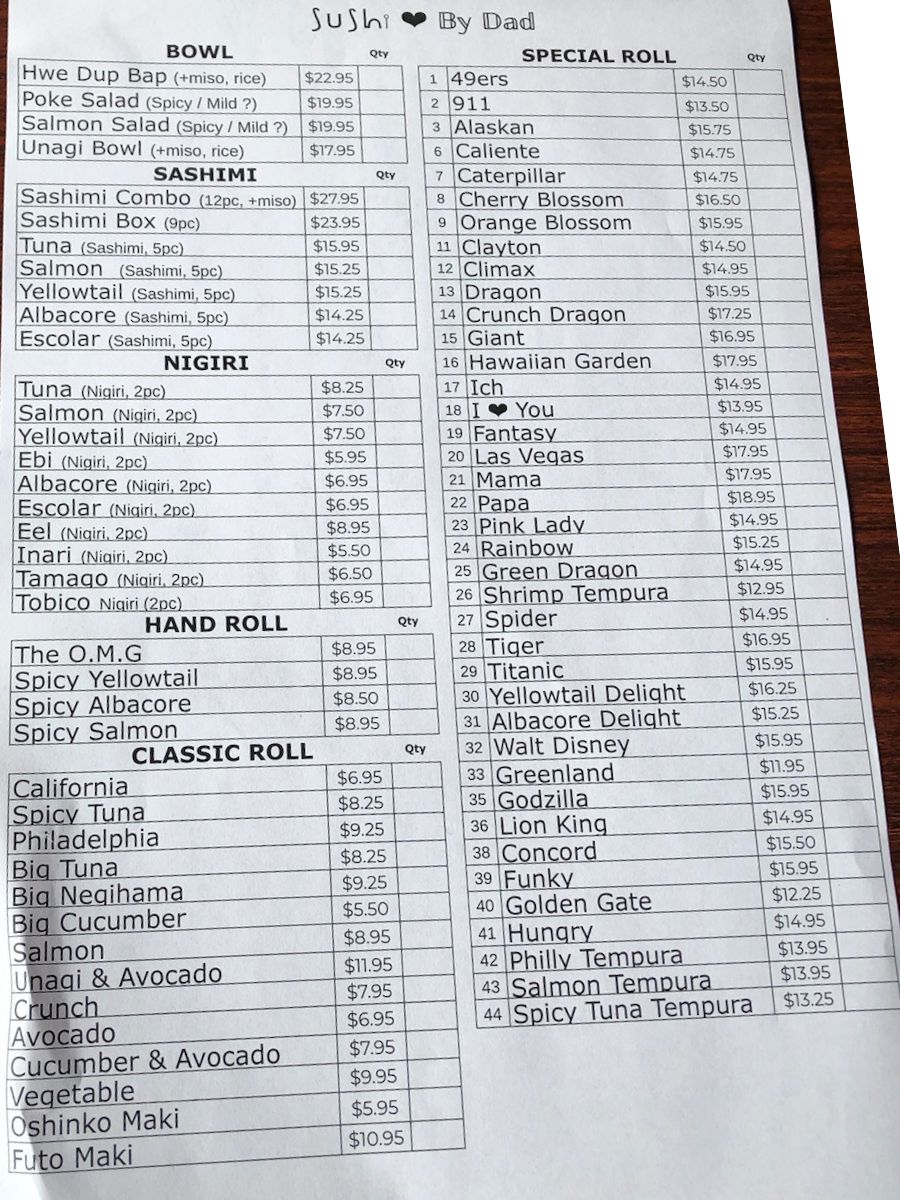 Sushi ❤ By Dad
BOWL Qty
Hwe Dup Bap (+miso, rice) $22.95
Poke Salad (Spicy / Mild ?) $19.95
Salmon Salad (Spicy / Mild ?) $19.95
Unagi Bowl (+miso, rice) $17.95
SASHIMI Qty
Sashimi Combo (12pc, +miso) $27.95
Sashimi Box (9pc) $23.95
Tuna (Sashimi, 5pc) $15.95
Salmon (Sashimi, 5pc) $15.25
Yellowtail (Sashimi, 5pc) $15.25
Albacore (Sashimi, 5pc) $14.25
Escolar (Sashimi, 5pc) $14.25
NIGIRI Qty
Tuna (Nigiri, 2pc) $8.25
Salmon (Nigiri, 2pc) $7.50
Yellowtail (Nigiri, 2pc) $7.50
Ebi (Nigiri, 2pc) $5.95
Albacore (Nigiri, 2pc) $6.95
Escolar (Nigiri, 2pc) $6.95
Eel (Nigiri, 2pc) $8.95
Inari (Nigiri, 2pc) $5.50
Tamago (Nigiri, 2pc) $6.50
Tobico Nigiri (2pc) $6.95
HAND ROLL Qty
The O.M.G $8.95
Spicy Yellowtail $8.95
Spicy Albacore $8.50
Spicy Salmon $8.95
CLASSIC ROLL Qty
California $6.95
Spicy Tuna $8.25
Philadelphia $9.25
Big Tuna $8.25
Big Negihama $9.25
Big Cucumber $5.50
Salmon $8.95
Unagi & Avocado $11.95
Crunch $7.95
Avocado $6.95
Cucumber & Avocado $7.95
Vegetable $9.95
Oshinko Maki $5.95
Futo Maki $10.95
SPECIAL ROLL Qty
1 49ers $14.50
2 911 $13.50
3 Alaskan $15.75
6 Caliente $14.75
7 Caterpillar $14.75
8 Cherry Blossom $16.50
9 Orange Blossom $15.95
11 Clayton $14.50
12 Climax $14.95
13 Dragon $15.95
14 Crunch Dragon $17.25
15 Giant $16.95
16 Hawaiian Garden $17.95
17 Ich $14.95
18 I ❤ You $13.95
19 Fantasy $14.95
20 Las Vegas $17.95
21 Mama $17.95
22 Papa $18.95
23 Pink Lady $14.95
24 Rainbow $15.25
25 Green Dragon $14.95
26 Shrimp Tempura $12.95
27 Spider $14.95
28 Tiger $16.95
29 Titanic $15.95
30 Yellowtail Delight $16.25
31 Albacore Delight $15.25
32 Walt Disney $15.95
33 Greenland $11.95
35 Godzilla $15.95
36 Lion King $14.95
38 Concord $15.50
39 Funky $15.95
40 Golden Gate $12.25
41 Hungry $14.95
42 Philly Tempura $13.95
43 Salmon Tempura $13.95
44 Spicy Tuna Tempura $13.25